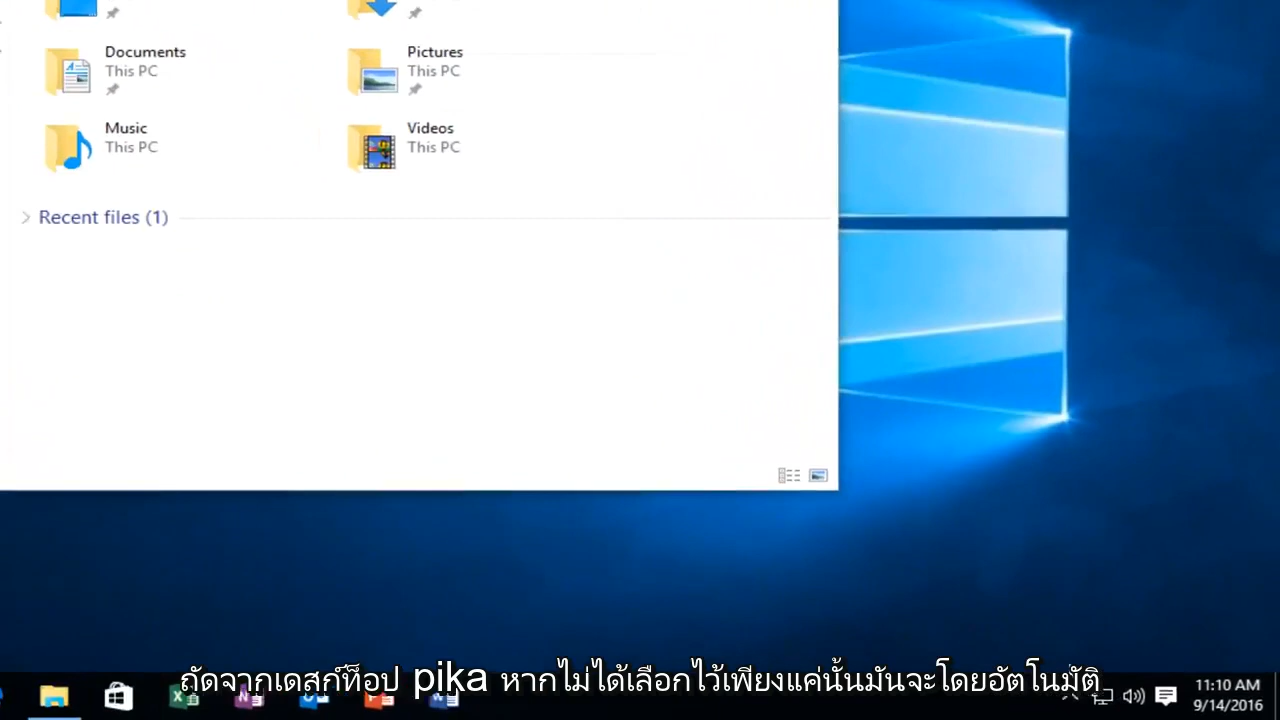 Documents
This PC
Pictures
This PC
Music
This PC
Videos
This PC
Recent files (1)
ถัดจากเดสก์ท็อป pika หากไม่ได้เลือกไว้เพียงแค่นั้นมันจะโดยอัตโนมัติ
11:10 AM
9/14/2016